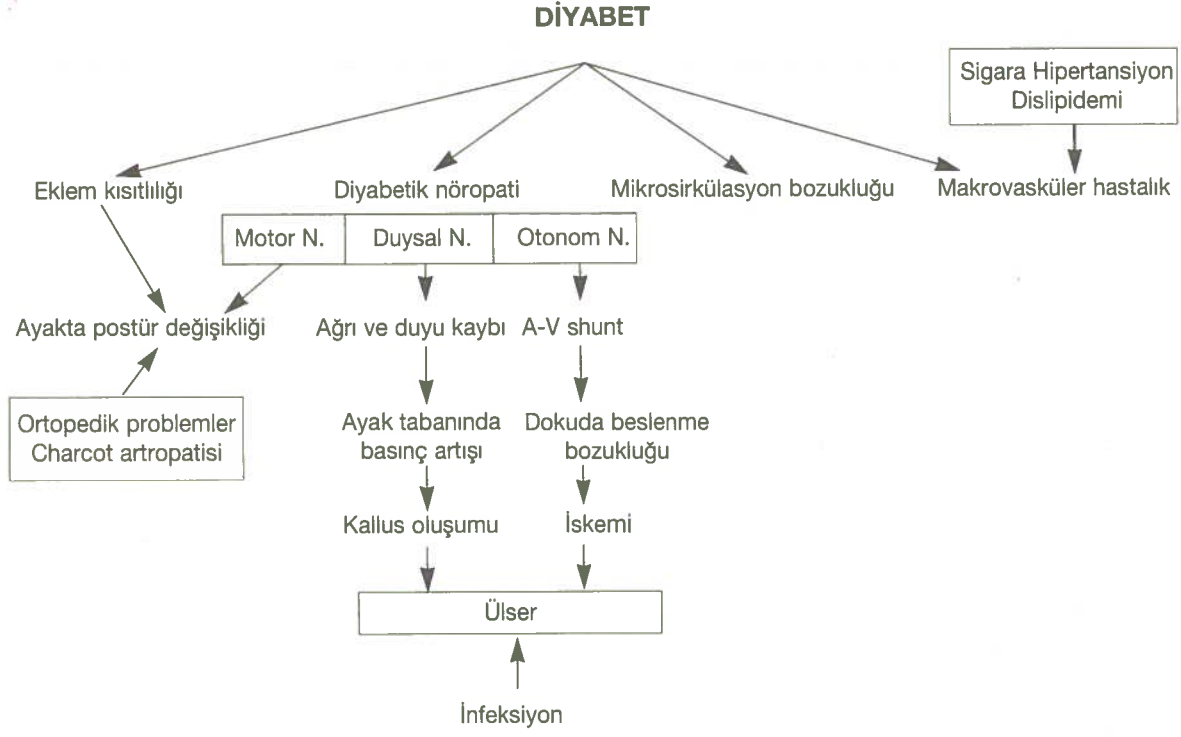 DİYABET
Sigara Hipertansiyon
Dislipidemi
Eklem kısıtlılığı
Diyabetik nöropati
Mikrosirkülasyon bozukluğu
Makrovasküler hastalık
Motor N.
Duysal N.
Otonom N.
Ayakta postür değişikliği
Ağrı ve duyu kaybı
A-V shunt
Ortopedik problemler
Charcot artropatisi
Ayak tabanında
basınç artışı
Dokuda beslenme
bozukluğu
Kallus oluşumu
İskemi
Ülser
İnfeksiyon